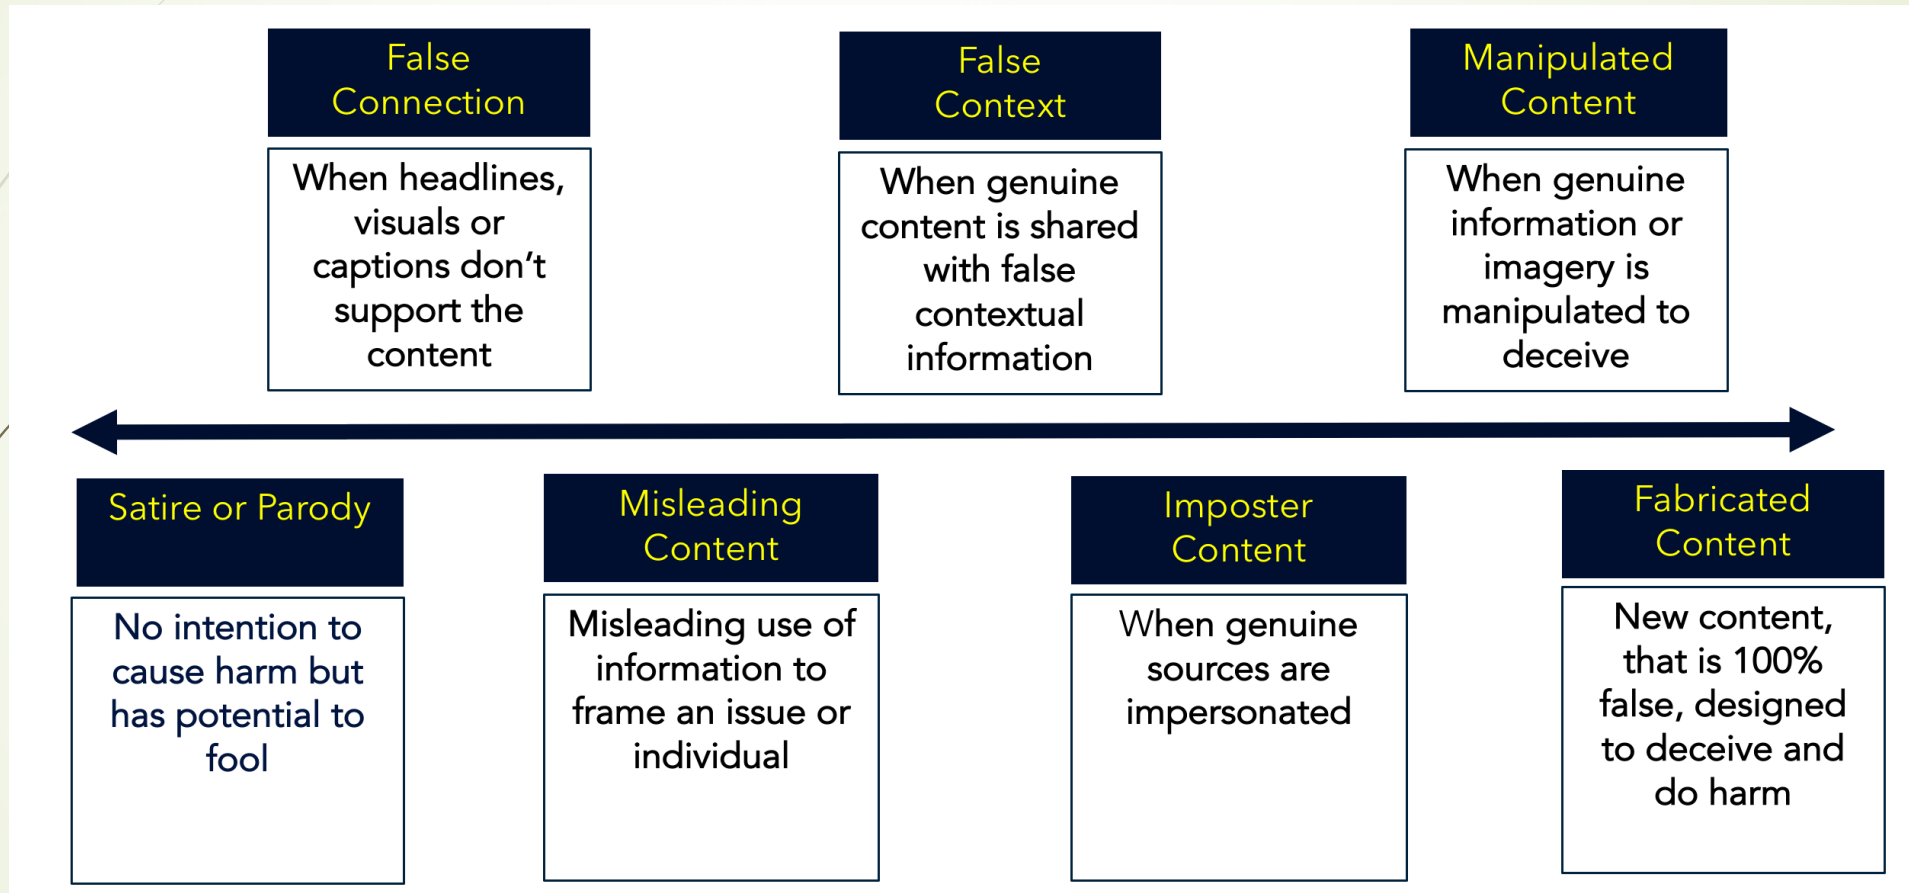 False
Connection
When headlines,
visuals or
captions don’t
support the
content
False
Context
When genuine
content is shared
with false
contextual
information
Manipulated
Content
When genuine
information or
imagery is
manipulated to
deceive
Satire or Parody
No intention to
cause harm but
has potential to
fool
Misleading
Content
Misleading use of
information to
frame an issue or
individual
Imposter
Content
When genuine
sources are
impersonated
Fabricated
Content
New content,
that is 100%
false, designed
to deceive and
do harm